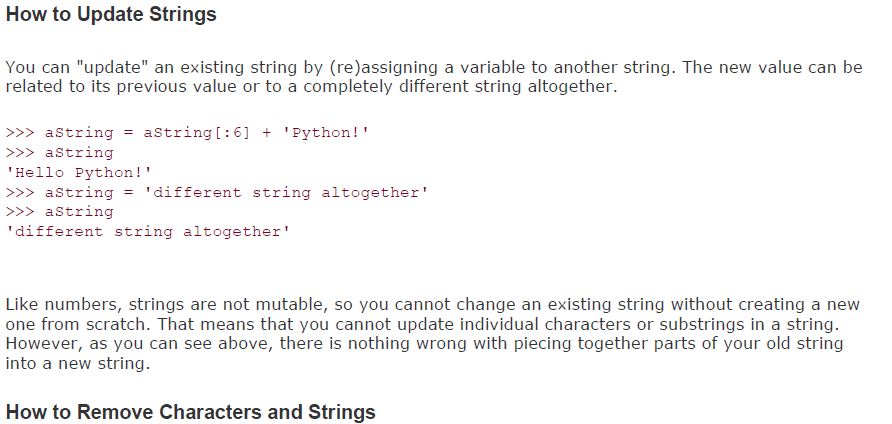 How to Update Strings
You can "update" an existing string by (re)assigning a variable to another string. The new value can be
related to its previous value or to a completely different string altogether.
>>> aString = aString[:6] + 'Python!'
>>> aString
'Hello Python!'
>>> aString = 'different string altogether'
>>> aString
'different string altogether'
Like numbers, strings are not mutable, so you cannot change an existing string without creating a new
one from scratch. That means that you cannot update individual characters or substrings in a string.
However, as you can see above, there is nothing wrong with piecing together parts of your old string
into a new string.
How to Remove Characters and Strings